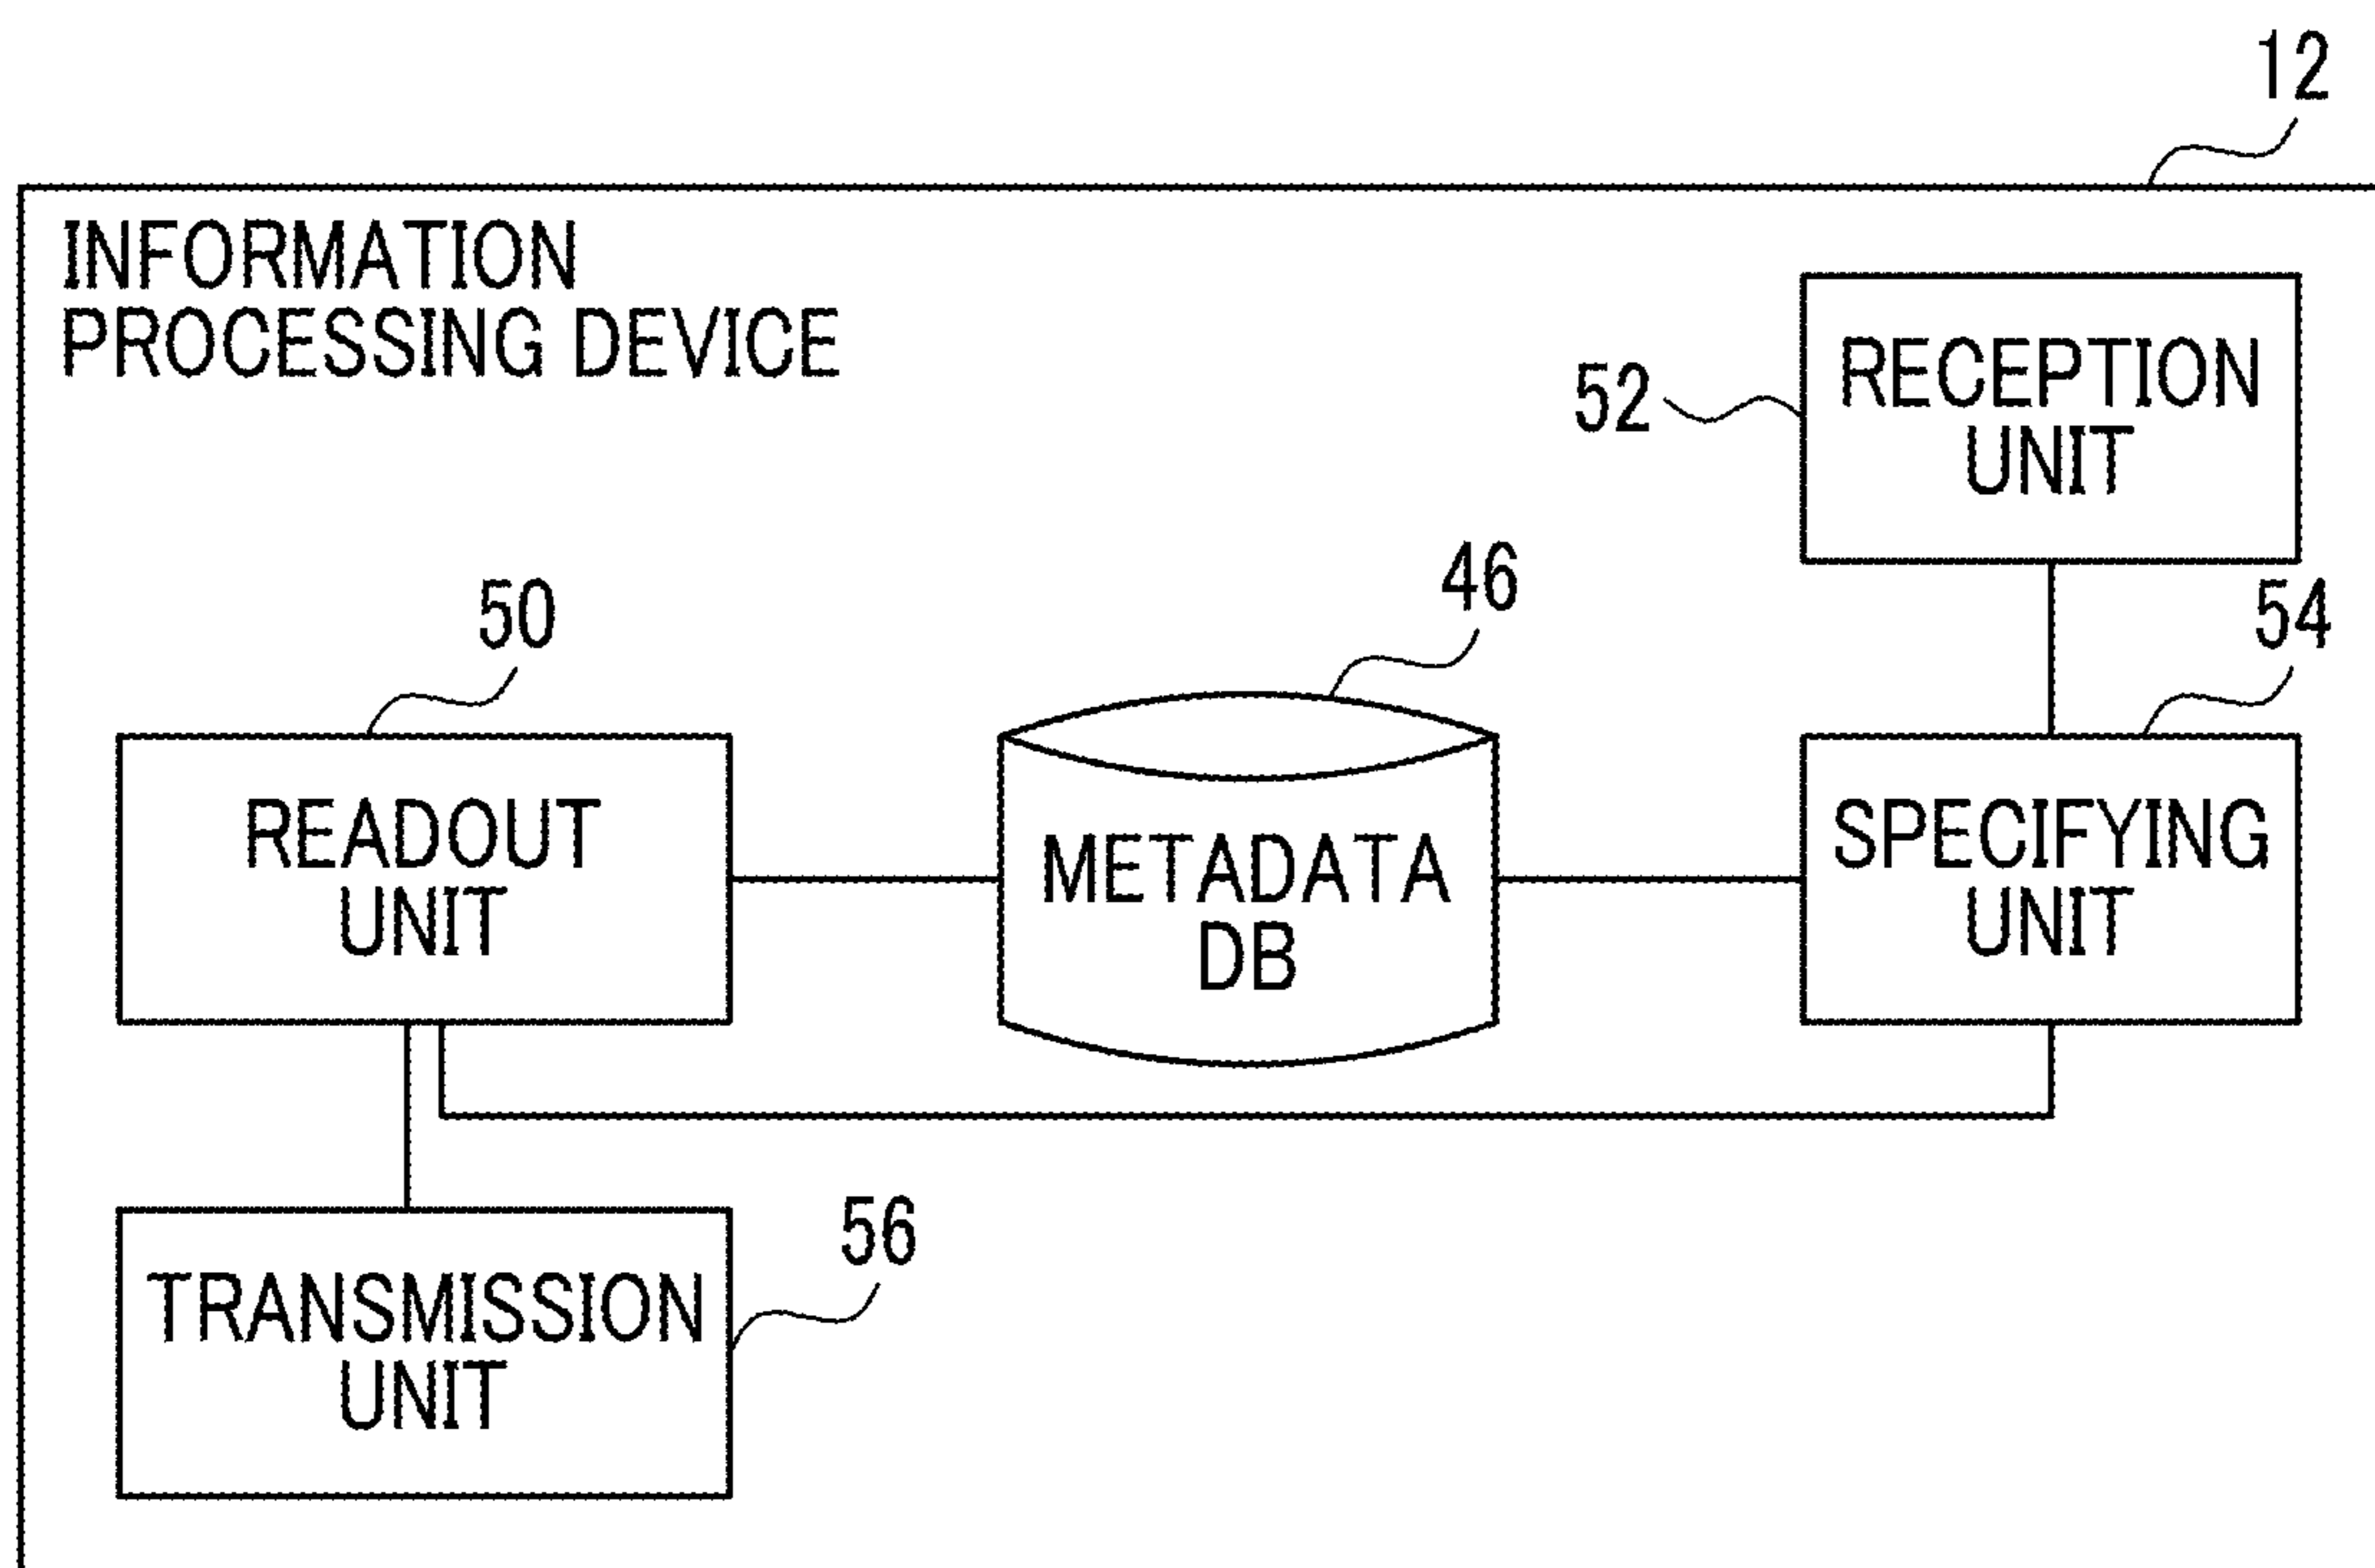 12
INFORMATION
PROCESSING DEVICE
52
RECEPTION
UNIT
50
46
54
READOUT
UNIT
METADATA
DB
SPECIFYING
UNIT
56
TRANSMISSION
UNIT